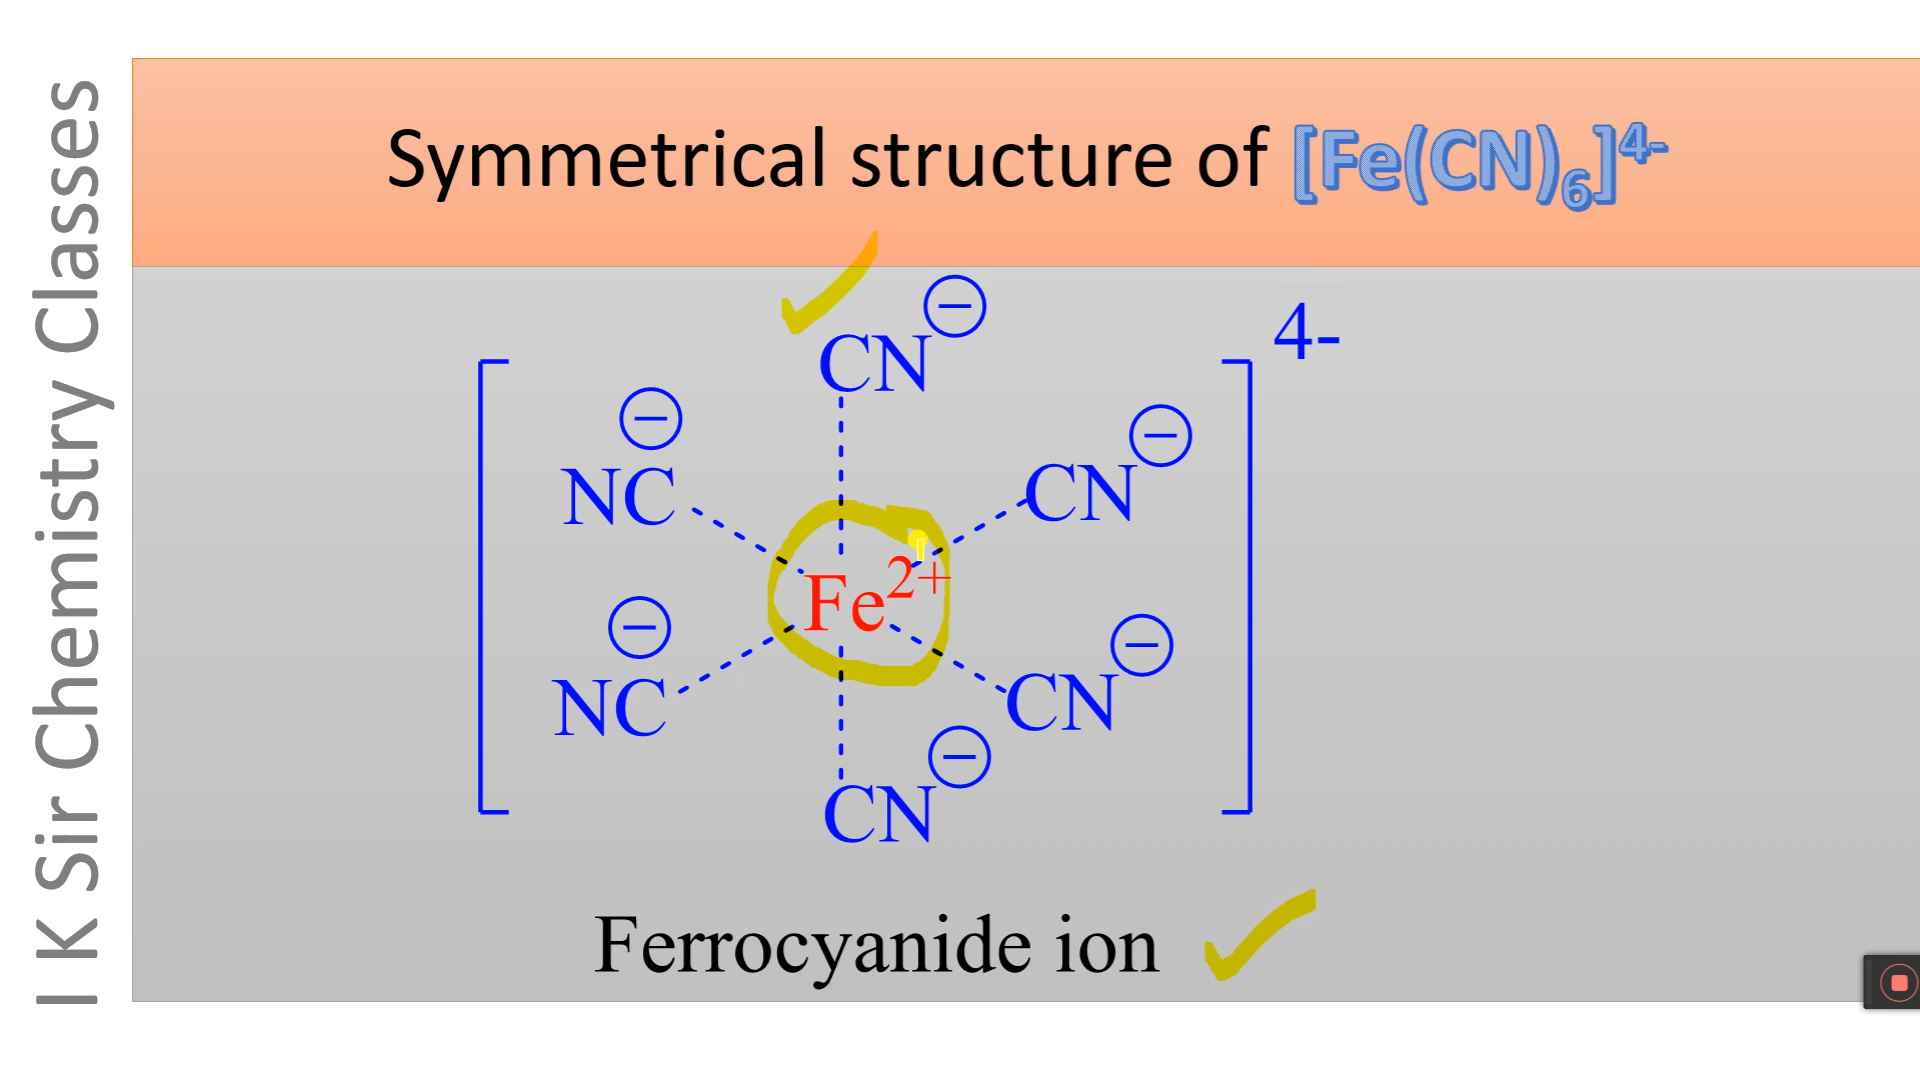 I K Sir Chemistry Classes
Symmetrical structure of [Fe(CN)₆]⁴⁻
4-
CN⊖
NC⊖ CN⊖
Fe²⁺
NC⊖ CN⊖
CN⊖
Ferrocyanide ion